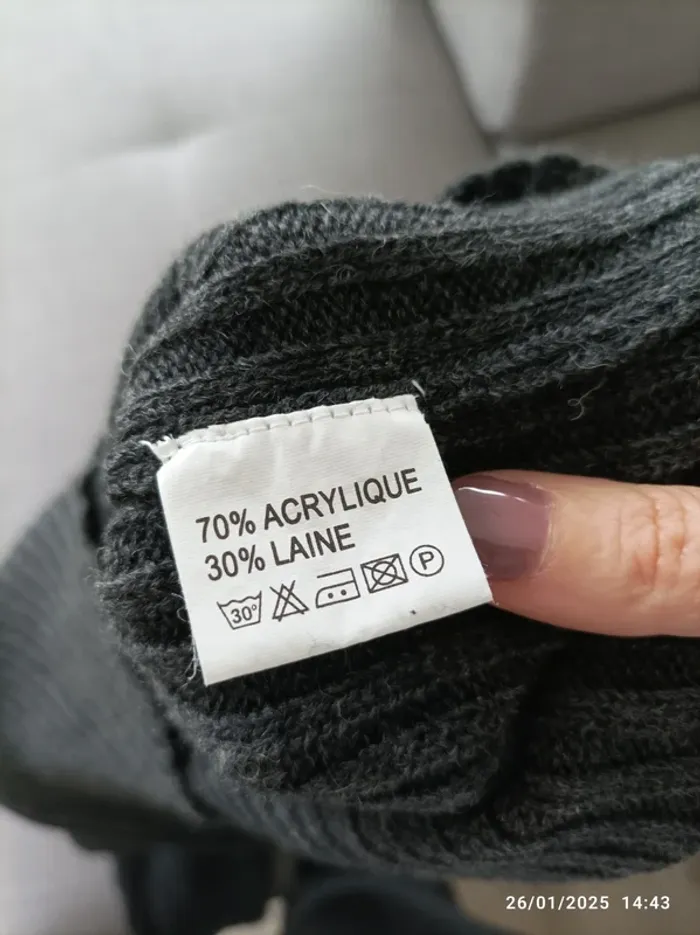 70% ACRYLIQUE
30% LAINE
30° P
26/01/2025 14:43